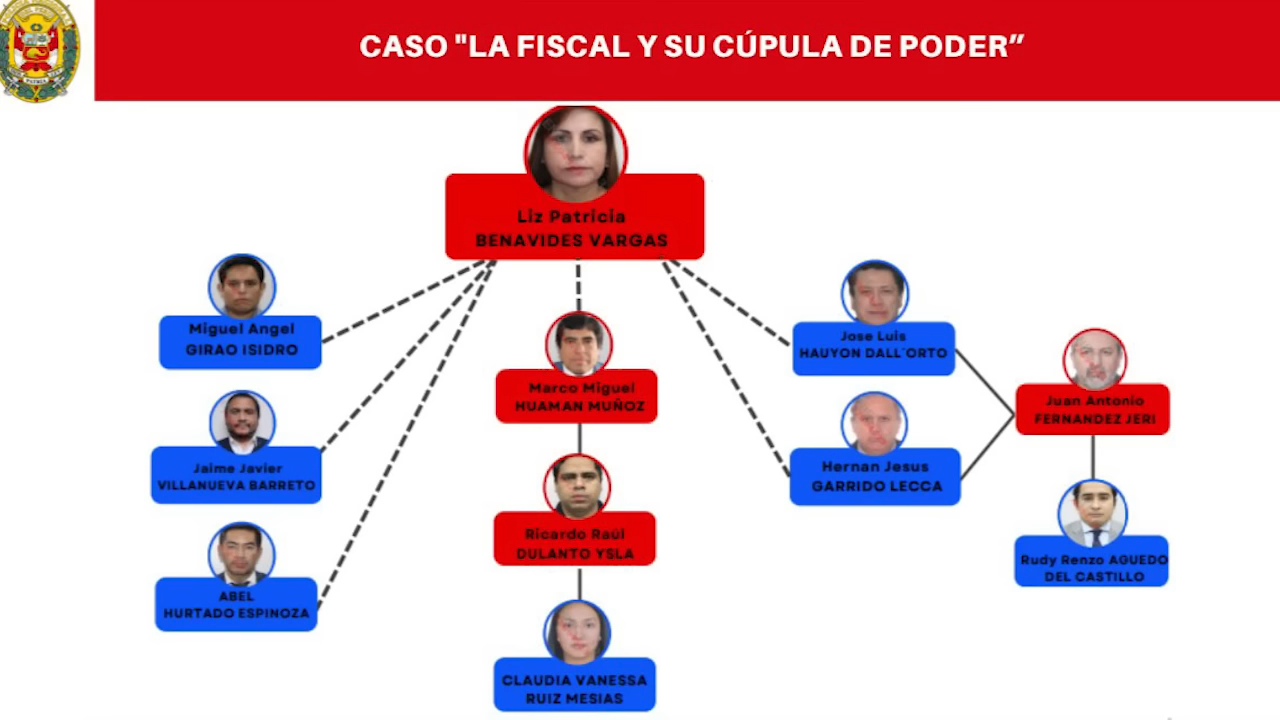 CASO "LA FISCAL Y SU CÚPULA DE PODER”
Liz Patricia
BENAVIDES VARGAS
Miguel Angel
GIRAO ISIDRO
Jaime Javier
VILLANUEVA BARRETO
ABEL
HURTADO ESPINOZA
Marco Miguel
HUAMAN MUÑOZ
Ricardo Raúl
DULANTO YSLA
CLAUDIA VANESSA
RUIZ MESIAS
Jose Luis
HAUYON DALL´ORTO
Hernan Jesus
GARRIDO LECCA
Juan Antonio
FERNANDEZ JERI
Rudy Renzo AGUEDO
DEL CASTILLO